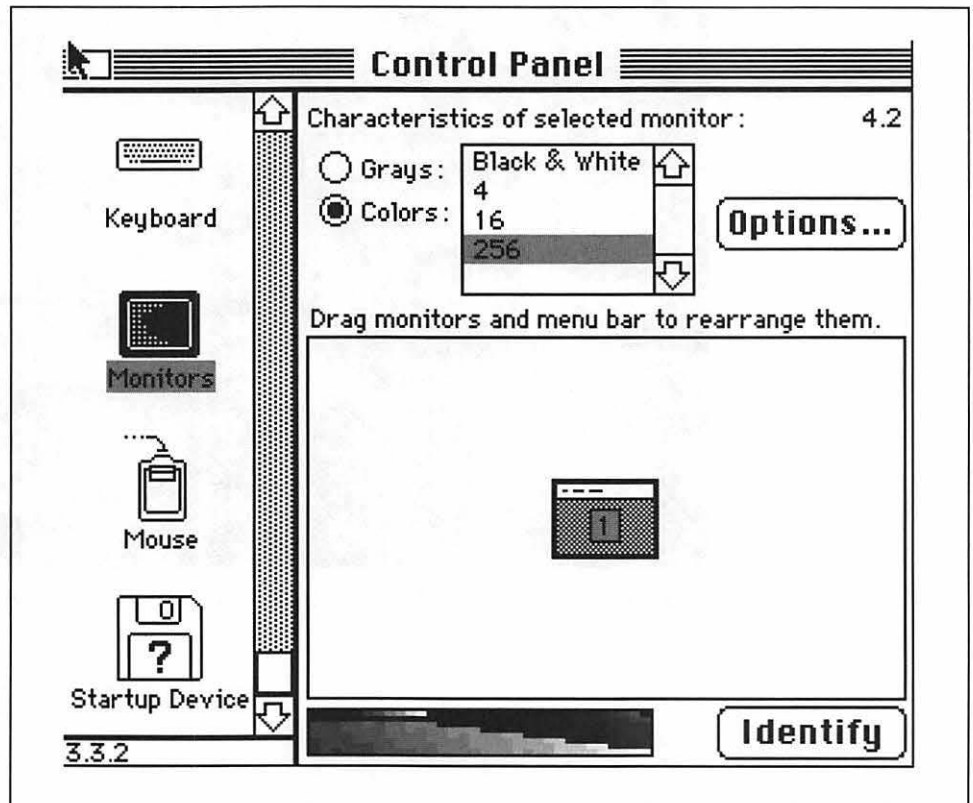 Control Panel
Keyboard
Monitors
Mouse
0
?
Startup Device
3.3.2
Characteristics of selected monitor:
4.2
Grays:
Colors:
Black & White
4
16
256
Options...
Drag monitors and menu bar to rearrange them.
1
Identify